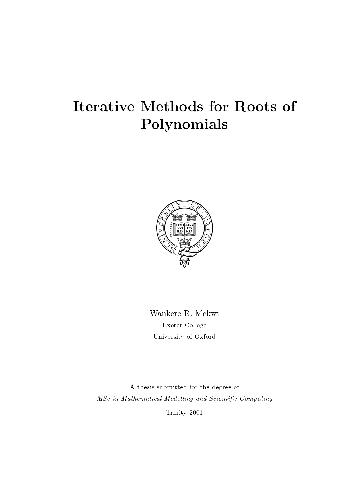 Iterative Methods for Roots of
Polynomials
Wankere R. Mekwi
Exeter College
University of Oxford
A thesis submitted for the degree of
MSc in Mathematical Modelling and Scientific Computing
Trinity 2001